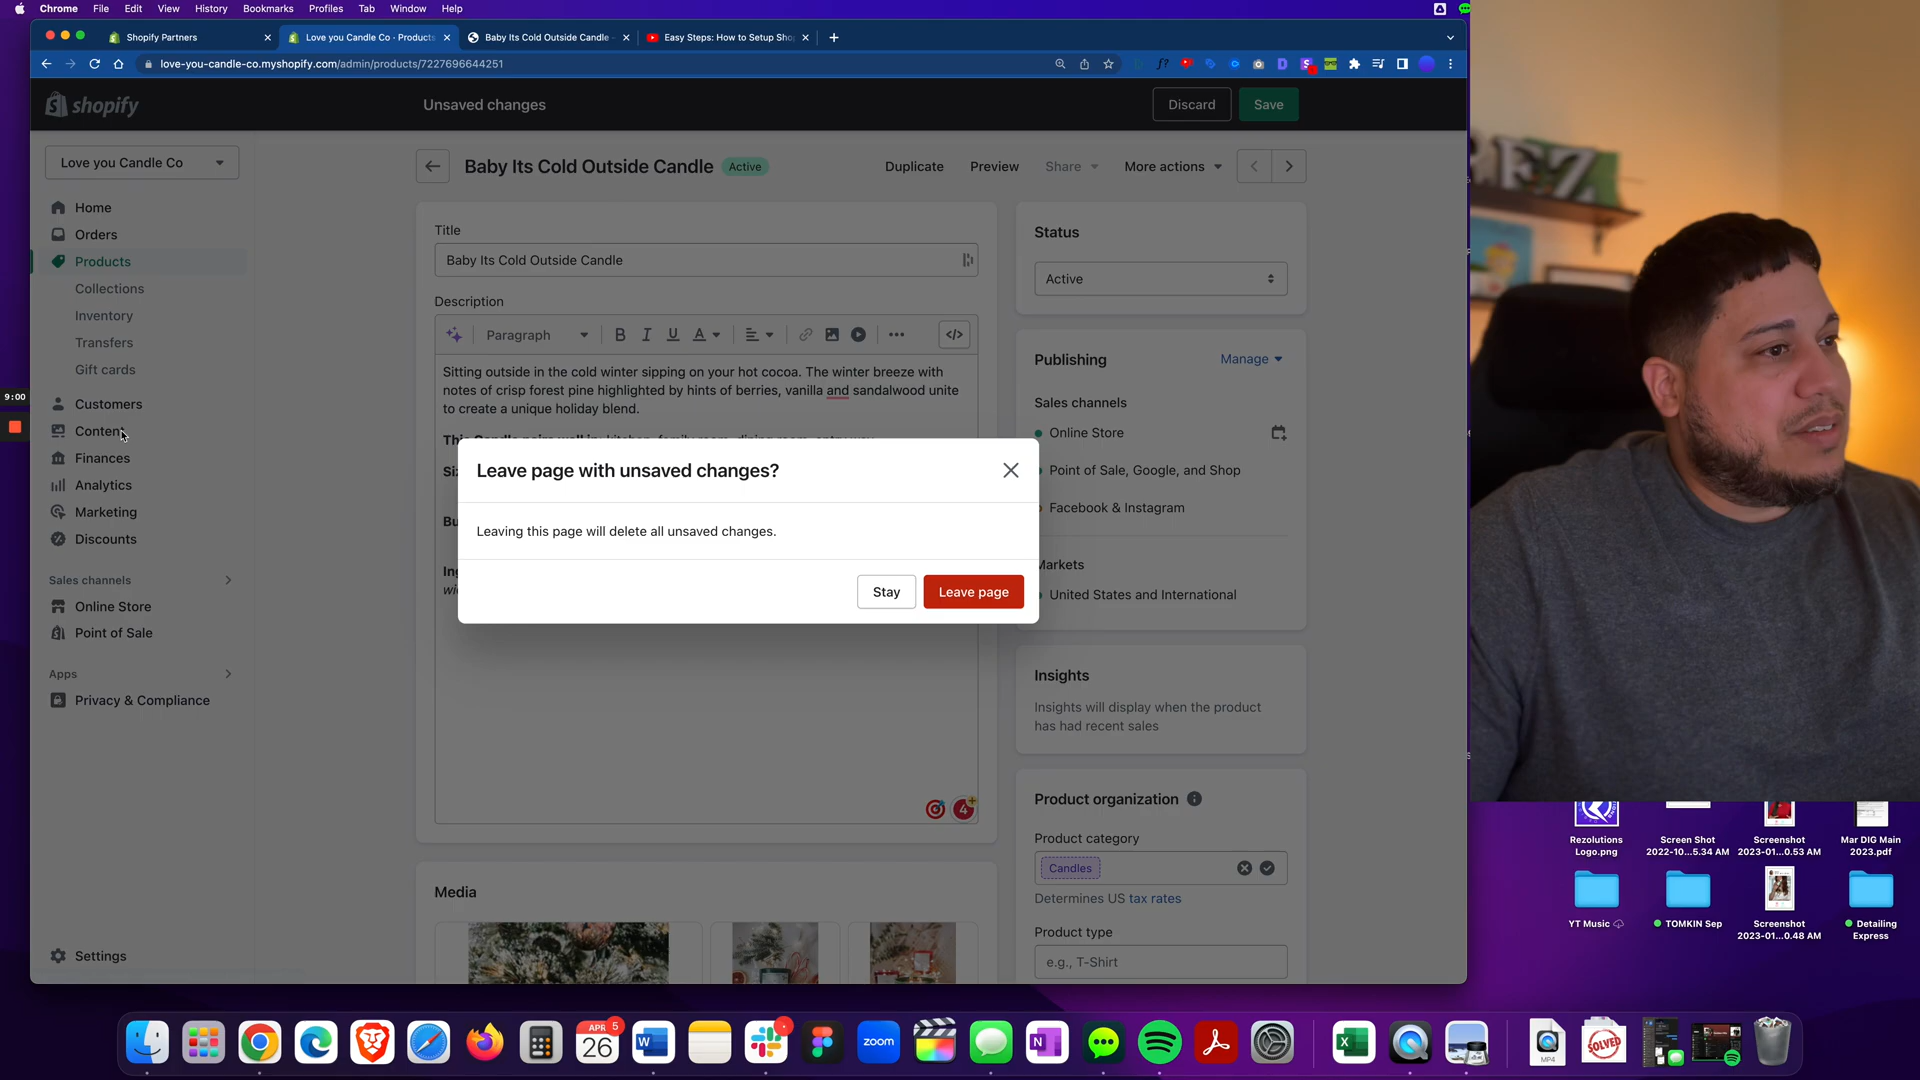 Chrome File Edit View History Bookmarks Profiles Tab Window Help
Shopify Partners
Love you Candle Co · Products
Baby Its Cold Outside Candle
Easy Steps: How to Setup Sho
love-you-candle-co.myshopify.com/admin/products/7227696644251
shopify
Unsaved changes
Discard
Save
Love you Candle Co
Home
Orders
Products
Collections
Inventory
Transfers
Gift cards
9:00
Customers
Content
Finances
Analytics
Marketing
Discounts
Sales channels
Online Store
Point of Sale
Apps
Privacy & Compliance
Settings
Baby Its Cold Outside Candle
Active
Duplicate
Preview
Share
More actions
Title
Baby Its Cold Outside Candle
Description
Paragraph
Sitting outside in the cold winter sipping on your hot cocoa. The winter breeze with
notes of crisp forest pine highlighted by hints of berries, vanilla and sandalwood unite
to create a unique holiday blend.
Leave page with unsaved changes?
Leaving this page will delete all unsaved changes.
Stay
Leave page
4
Media
Status
Active
Publishing
Manage
Sales channels
Online Store
Point of Sale, Google, and Shop
Facebook & Instagram
Markets
United States and International
Insights
Insights will display when the product
has had recent sales
Product organization
Product category
Candles
Determines US tax rates
Product type
e.g., T-Shirt
Rezolutions
Logo.png
Screen Shot
2022-10...5.34 AM
Screenshot
2023-01...0.53 AM
Mar DIG Main
2023.pdf
YT Music
TOMKIN Sep
Screenshot
2023-01...0.48 AM
Detailing
Express
APR
5
26
zoom
MP4
SOLVED